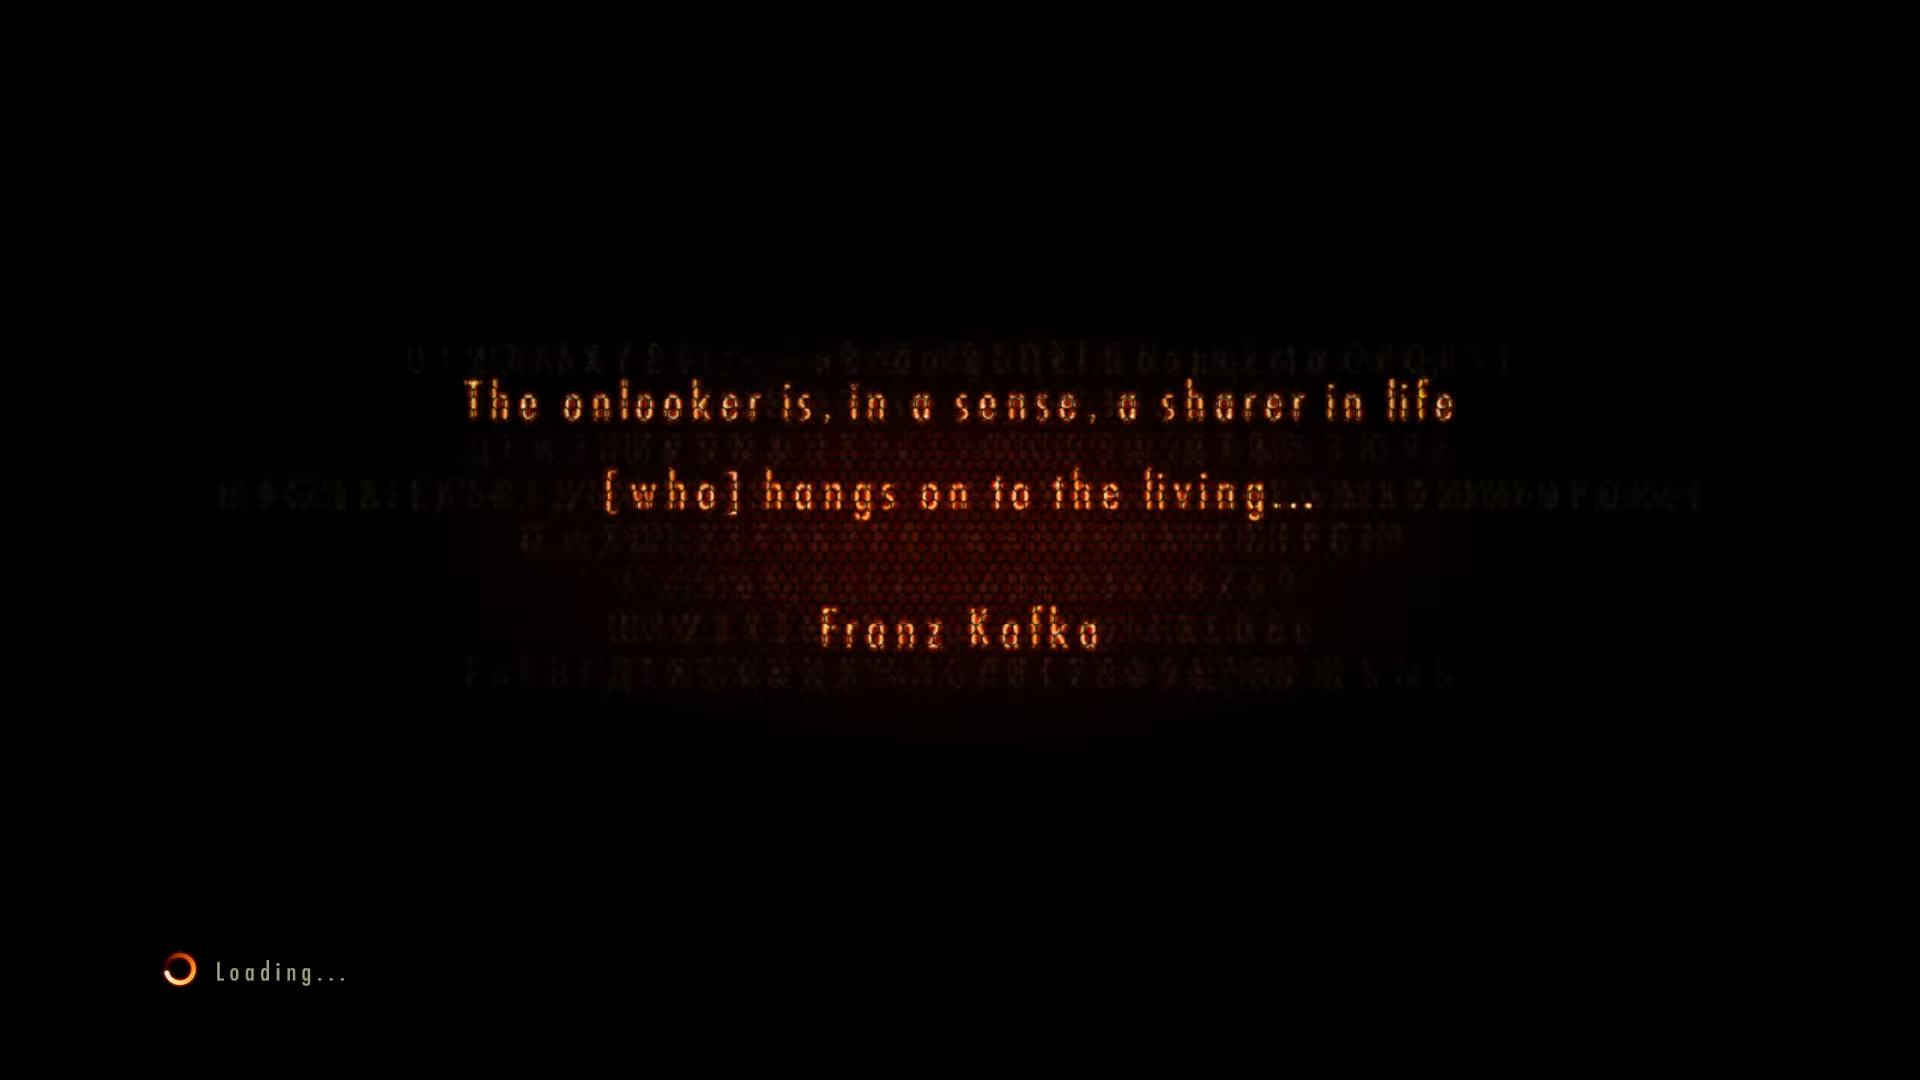 The onlooker is, in a sense, a sharer in life
[who] hangs on to the living...
Franz Kafka
Loading...